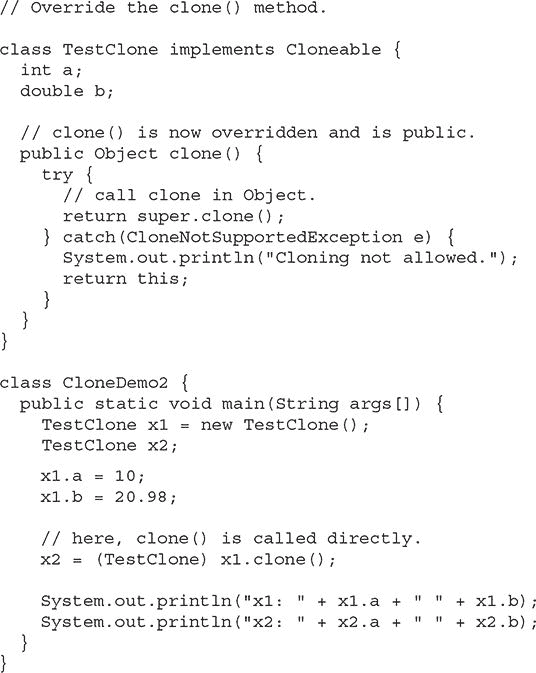 // Override the clone() method.

class TestClone implements Cloneable {
  int a;
  double b;

  // clone() is now overridden and is public.
  public Object clone() {
    try {
      // call clone in Object.
      return super.clone();
    } catch(CloneNotSupportedException e) {
      System.out.println("Cloning not allowed.");
      return this;
    }
  }
}

class CloneDemo2 {
  public static void main(String args[]) {
    TestClone x1 = new TestClone();
    TestClone x2;

    x1.a = 10;
    x1.b = 20.98;

    // here, clone() is called directly.
    x2 = (TestClone) x1.clone();

    System.out.println("x1: " + x1.a + " " + x1.b);
    System.out.println("x2: " + x2.a + " " + x2.b);
  }
}